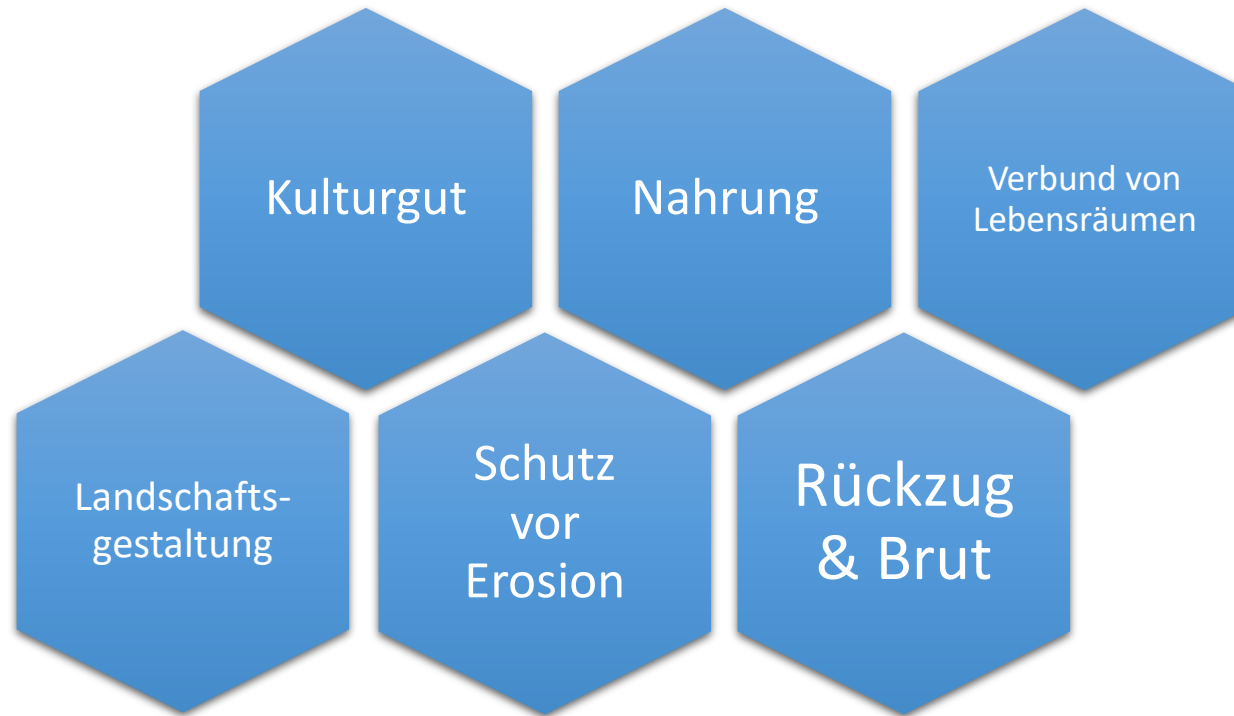 Kulturgut
Nahrung
Verbund von
Lebensräumen
Landschafts-
gestaltung
Schutz
vor
Erosion
Rückzug
& Brut